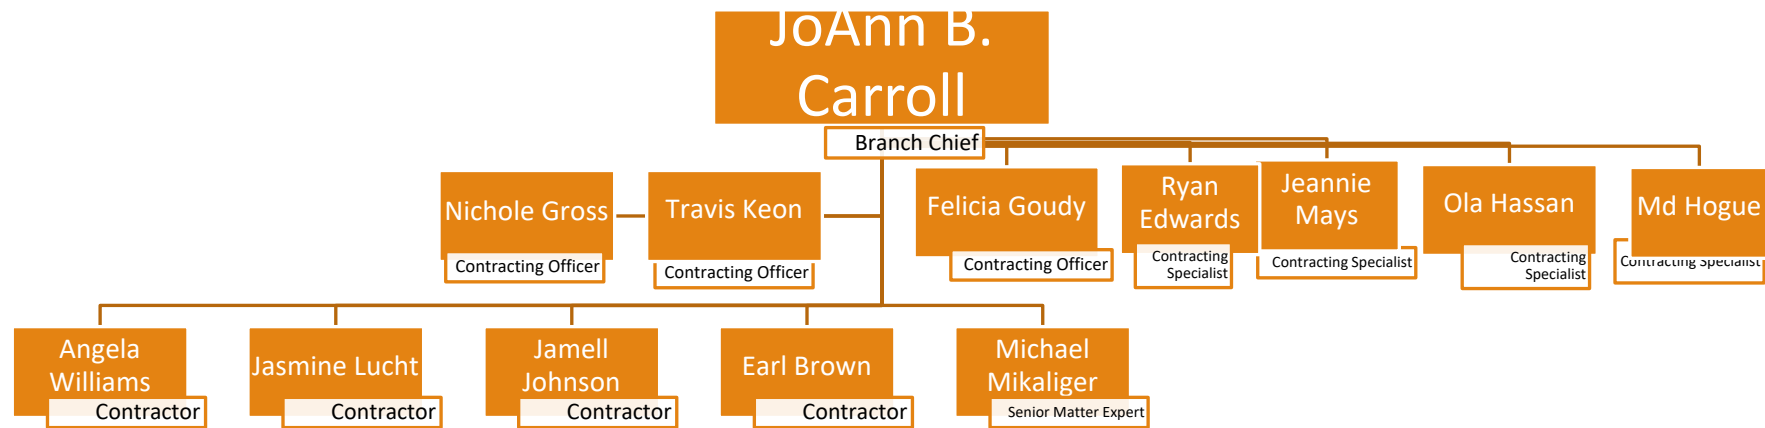 JoAnn B.
Carroll
Branch Chief
Nichole Gross
Contracting Officer
Travis Keon
Contracting Officer
Felicia Goudy
Contracting Officer
Ryan
Edwards
Contracting
Specialist
Jeannie
Mays
Contracting Specialist
Ola Hassan
Contracting
Specialist
Md Hogue
Contracting Specialist
Angela
Williams
Contractor
Jasmine Lucht
Contractor
Jamell
Johnson
Contractor
Earl Brown
Contractor
Michael
Mikaliger
Senior Matter Expert